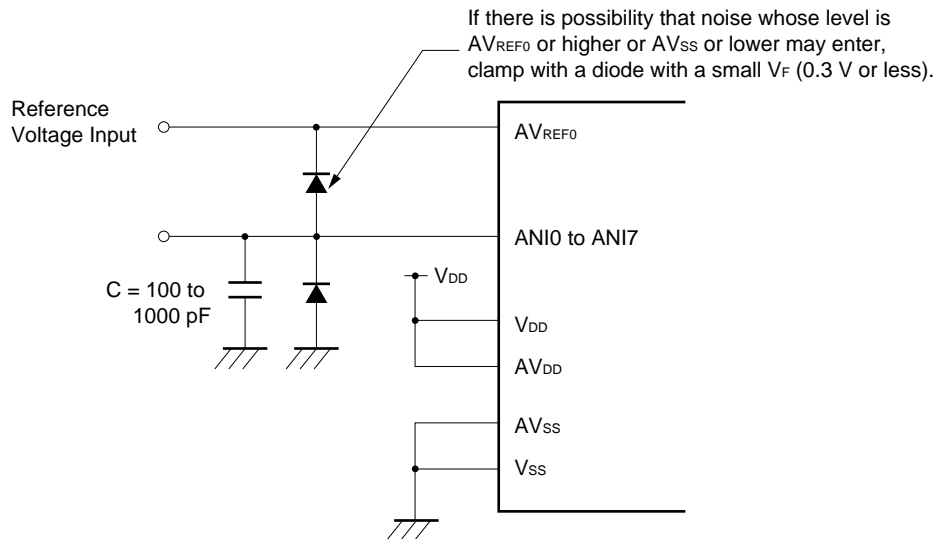 If there is possibility that noise whose level is
AVREF0 or higher or AVSS or lower may enter,
clamp with a diode with a small VF (0.3 V or less).
Reference
Voltage Input
AVREF0
ANI0 to ANI7
VDD
C = 100 to
1000 pF
VDD
AVDD
AVSS
VSS